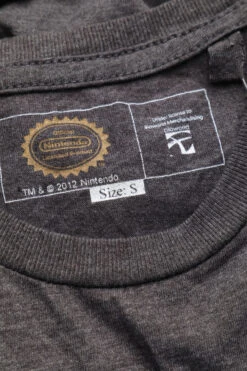 Official
Nintendo
Licensed Product
TM & © 2012 Nintendo
Size: S
Under license to
Bioworld Merchandising
Bioworld